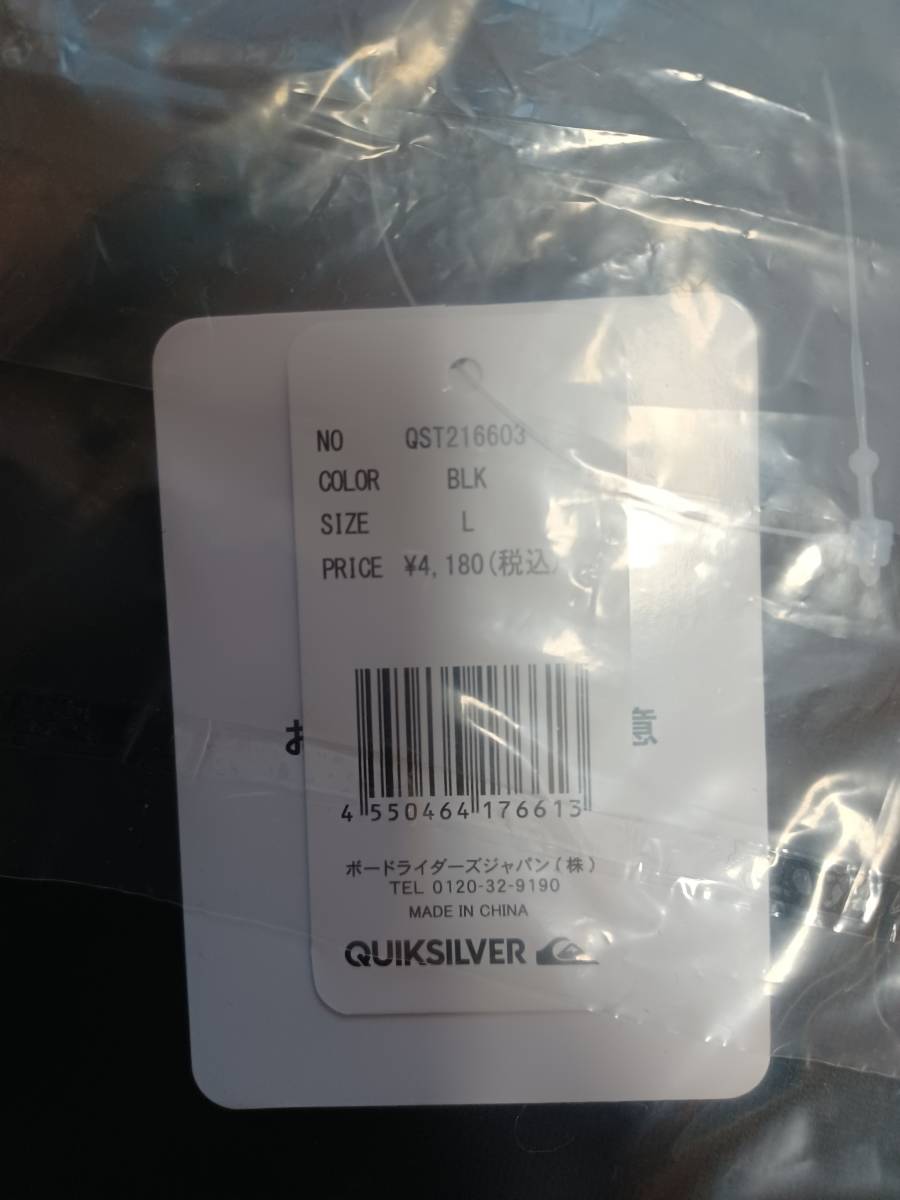 NO QST216603
COLOR BLK
SIZE L
PRICE ¥4,180(税込)
お
4 550464 176613
ボードライダーズジャパン(株)
TEL 0120-32-9190
MADE IN CHINA
QUIKSILVER